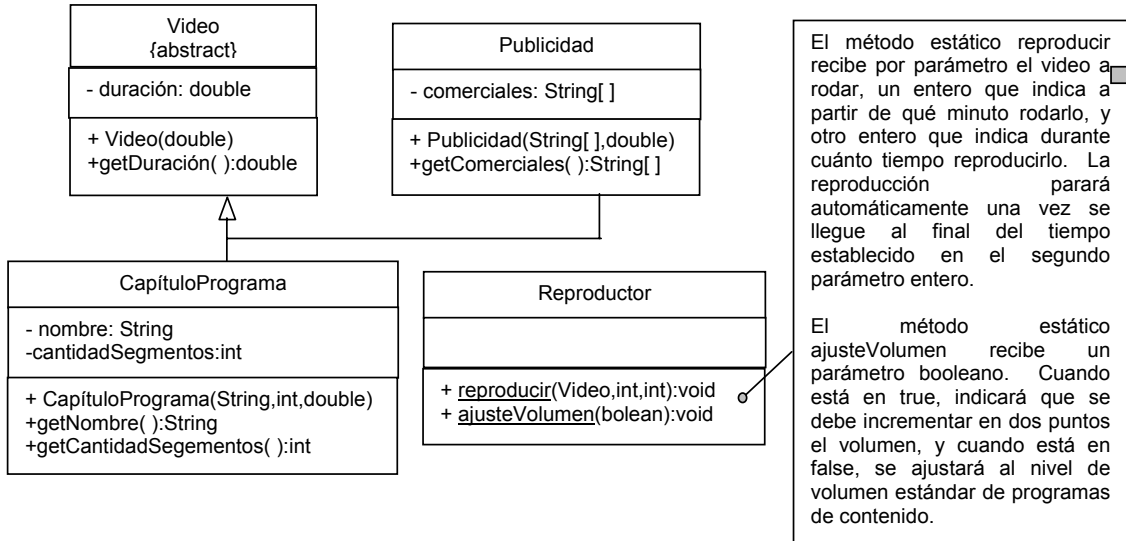 Video
{abstract}
- duración: double
+ Video(double)
+getDuración( ):double
Publicidad
- comerciales: String[ ]
+ Publicidad(String[ ],double)
+getComerciales( ):String[ ]
CapítuloPrograma
- nombre: String
-cantidadSegmentos:int
+ CapítuloPrograma(String,int,double)
+getNombre( ):String
+getCantidadSegementos( ):int
Reproductor
+ reproducir(Video,int,int):void
+ ajusteVolumen(bolean):void
El método estático reproducir
recibe por parámetro el video a
rodar, un entero que indica a
partir de qué minuto rodarlo, y
otro entero que indica durante
cuánto tiempo reproducirlo. La
reproducción parará
automáticamente una vez se
llegue al final del tiempo
establecido en el segundo
parámetro entero.
El método estático
ajusteVolumen recibe un
parámetro booleano. Cuando
está en true, indicará que se
debe incrementar en dos puntos
el volumen, y cuando está en
false, se ajustará al nivel de
volumen estándar de programas
de contenido.